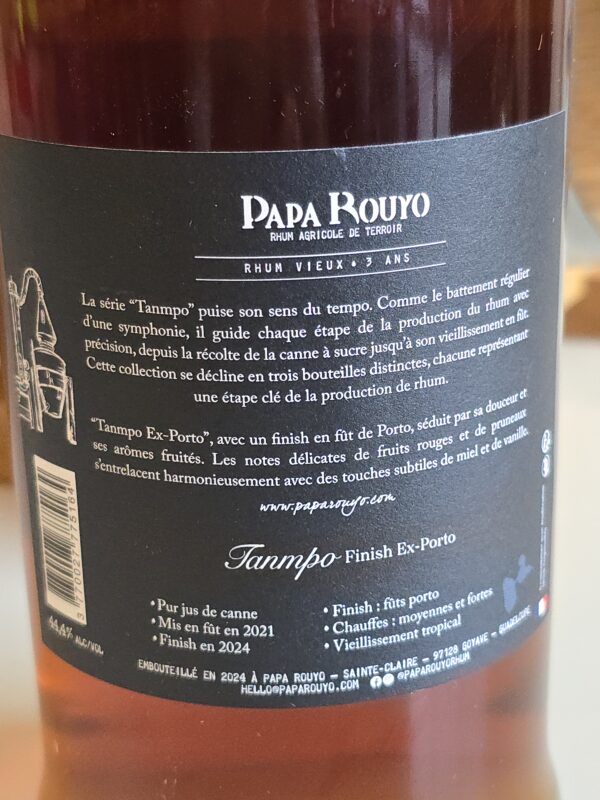 PAPA ROUYO
RHUM AGRICOLE DE TERROIR
RHUM VIEUX • 3 ANS
La série “Tanmpo” puise son sens du tempo. Comme le battement régulier
d'une symphonie, il guide chaque étape de la production du rhum avec
précision, depuis la récolte de la canne à sucre jusqu'à son vieillissement en fût.
Cette collection se décline en trois bouteilles distinctes, chacune représentant
une étape clé de la production de rhum.
“Tanmpo Ex-Porto”, avec un finish en fût de Porto, séduit par sa douceur et
ses arômes fruités. Les notes délicates de fruits rouges et de pruneaux
s'entrelacent harmonieusement avec des touches subtiles de miel et de vanille.
www.paparouyo.com
Tanmpo Finish Ex-Porto
• Pur jus de canne
• Mis en fût en 2021
• Finish en 2024
• Finish : fûts porto
• Chauffes : moyennes et fortes
• Vieillissement tropical
3 770027 775164
44,4% ALC/VOL
EMBOUTEILLÉ EN 2024 À PAPA ROUYO – SAINTE-CLAIRE – 97128 GOYAVE – GUADELOUPE
HELLO@PAPAROUYO.COM @PAPAROUYORHUM